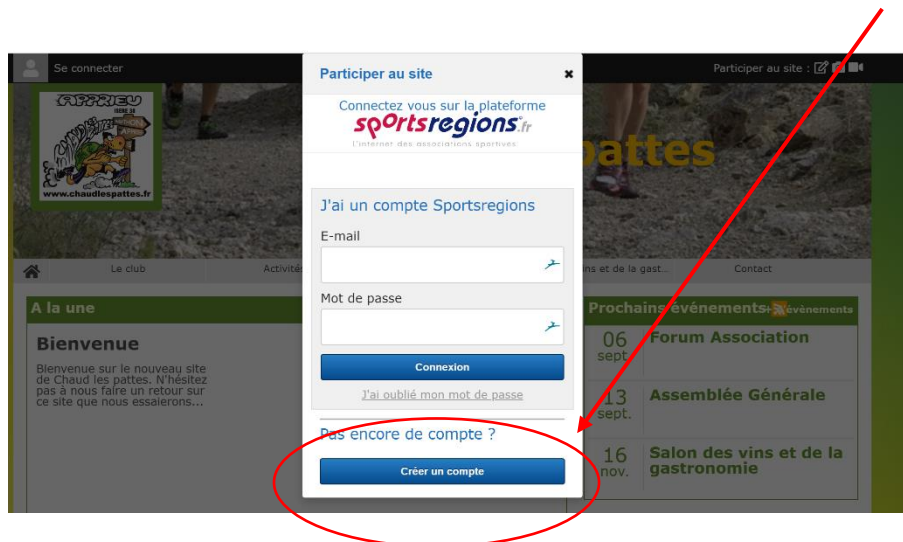 Se connecter
Participer au site :
APPRIEU
ISERE 38
www.chaudlespattes.fr
pattes
Le club
Activités
ns et de la gast...
Contact
Participer au site
×
Connectez vous sur la plateforme
sportsregions.fr
l'internet des associations sportives
J'ai un compte Sportsregions
E-mail
Mot de passe
Connexion
J'ai oublié mon mot de passe
Pas encore de compte ?
Créer un compte
A la une
Bienvenue
Bienvenue sur le nouveau site
de Chaud les pattes. N'hésitez
pas à nous faire un retour sur
ce site que nous essaierons...
Prochains événements
+ évènements
06
sept.
Forum Association
13
sept.
Assemblée Générale
16
nov.
Salon des vins et de la
gastronomie